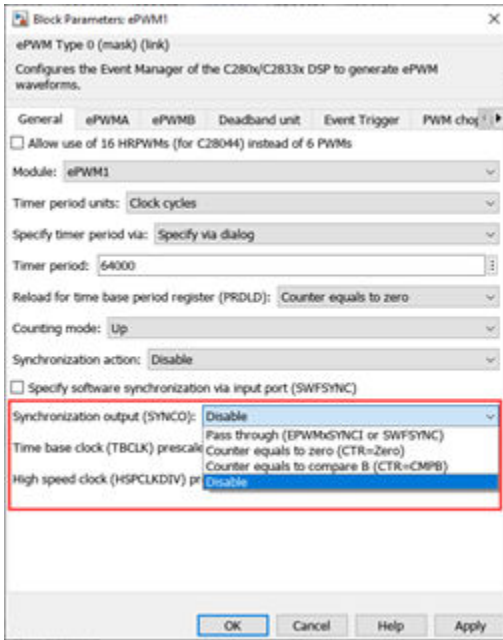 Block Parameters: ePWM1
ePWM Type 0 (mask) (link)
Configures the Event Manager of the C280x/C2833x DSP to generate ePWM
waveforms.
General ePWMA ePWMB Deadband unit Event Trigger PWM chop
Allow use of 16 HRPWMs (for C28044) instead of 6 PWMs
Module: ePWM1
Timer period units: Clock cycles
Specify timer period via: Specify via dialog
Timer period: 64000
Reload for time base period register (PRDLD): Counter equals to zero
Counting mode: Up
Synchronization action: Disable
Specify software synchronization via input port (SWFSYNC)
Synchronization output (SYNCO): Disable
Pass through (EPWMxSYNCI or SWFSYNC)
Time base clock (TBCLK) prescale Counter equals to zero (CTR=Zero)
Counter equals to compare B (CTR=CMPB)
High speed clock (HSPCLKDIV) pr Disable
OK Cancel Help Apply